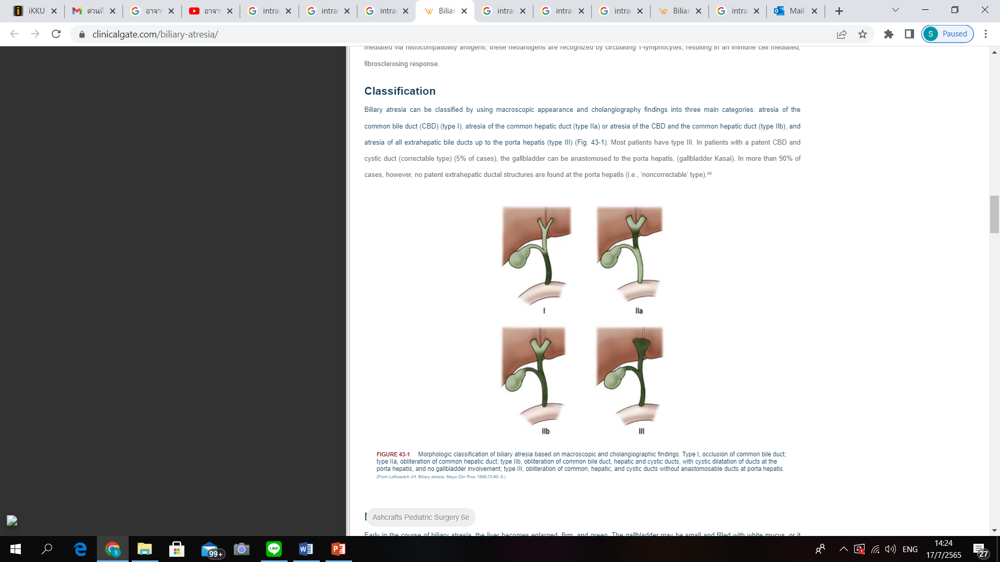 iKKU
ด่วนที่
อาจาร
อาจาร
intra
intra
intra
Biliar
intra
intra
intra
Biliar
intra
Mail
clinicalgate.com/biliary-atresia/
S Paused
mediated via histocompatibility antigens, these neoantigens are recognized by circulating T-lymphocytes, resulting in an immune cell mediated,
fibrosclerosing response.
Classification
Biliary atresia can be classified by using macroscopic appearance and cholangiography findings into three main categories: atresia of the
common bile duct (CBD) (type I), atresia of the common hepatic duct (type IIa) or atresia of the CBD and the common hepatic duct (type IIb), and
atresia of all extrahepatic bile ducts up to the porta hepatis (type III) (Fig. 43-1). Most patients have type III. In patients with a patent CBD and
cystic duct (correctable type) (5% of cases), the gallbladder can be anastomosed to the porta hepatis, (gallbladder Kasai). In more than 90% of
cases, however, no patent extrahepatic ductal structures are found at the porta hepatis (i.e., ‘noncorrectable’ type).49
I
IIa
IIb
III
FIGURE 43-1 Morphologic classification of biliary atresia based on macroscopic and cholangiographic findings. Type I, occlusion of common bile duct;
type IIa, obliteration of common hepatic duct; type IIb, obliteration of common bile duct, hepatic and cystic ducts, with cystic dilatation of ducts at the
porta hepatis, and no gallbladder involvement; type III, obliteration of common, hepatic, and cystic ducts without anastomosable ducts at porta hepatis.
(From Lefkowitch JH. Biliary atresia. Mayo Clin Proc 1998;73:90–5.)
Ashcrafts Pediatric Surgery 6e
Early in the course of biliary atresia, the liver becomes enlarged, firm, and green. The gallbladder may be small and filled with white mucus, or it
99+
LINE
ENG
14:24
17/7/2565
27